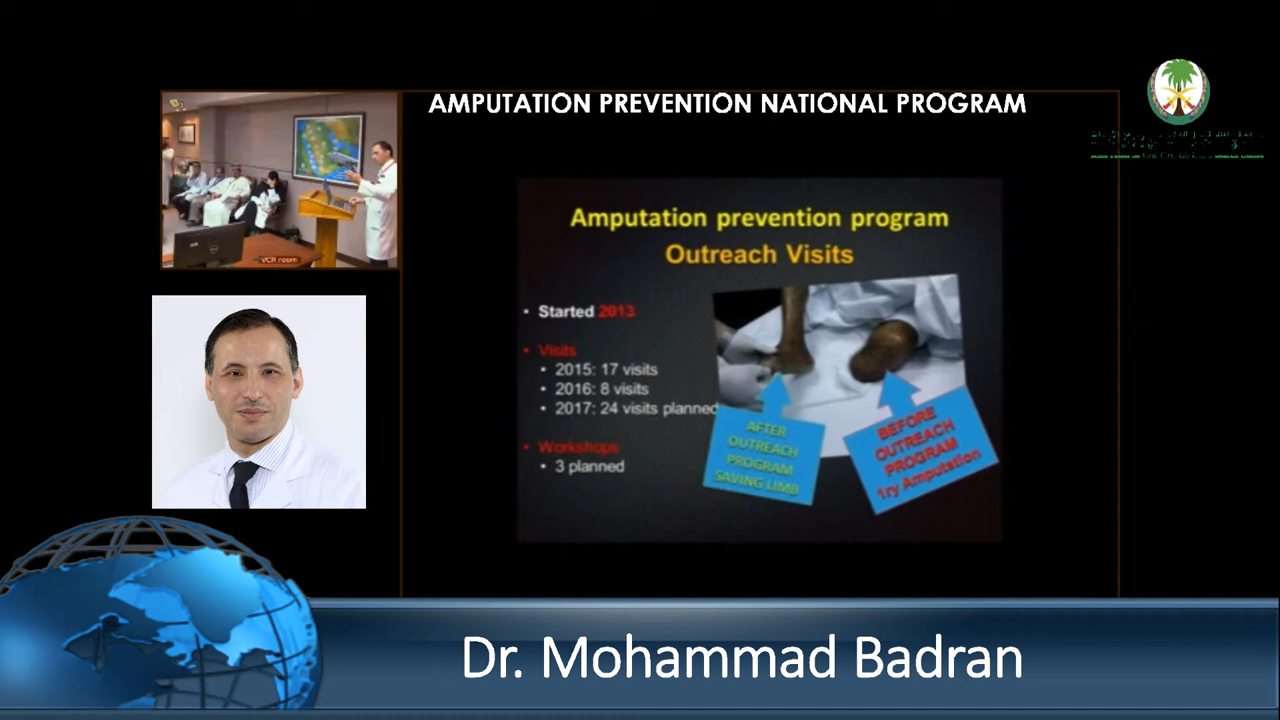 AMPUTATION PREVENTION NATIONAL PROGRAM
VCR room
DELL
Amputation prevention program
Outreach Visits
• Started 2013
• Visits
• 2015: 17 visits
• 2016: 8 visits
• 2017: 24 visits planned
• Workshops
• 3 planned
AFTER
OUTREACH
PROGRAM
SAVING LIMB
BEFORE
OUTREACH
PROGRAM
1ry Amputation
Dr. Mohammad Badran